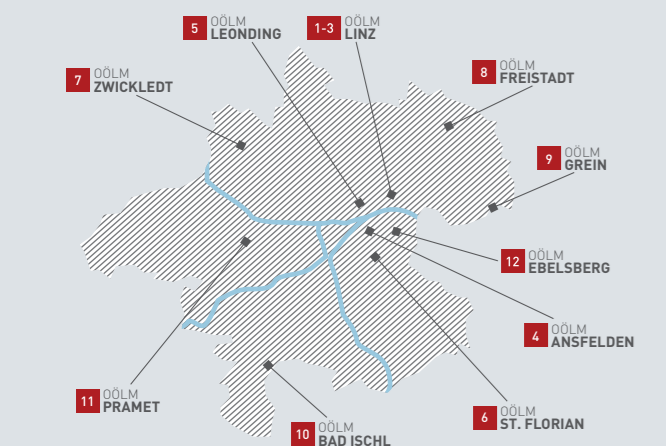 5 OÖLM
LEONDING
1-3 OÖLM
LINZ
7 OÖLM
ZWICKLEDT
8 OÖLM
FREISTADT
9 OÖLM
GREIN
12 OÖLM
EBELSBERG
4 OÖLM
ANSFELDEN
11 OÖLM
PRAMET
6 OÖLM
ST. FLORIAN
10 OÖLM
BAD ISCHL